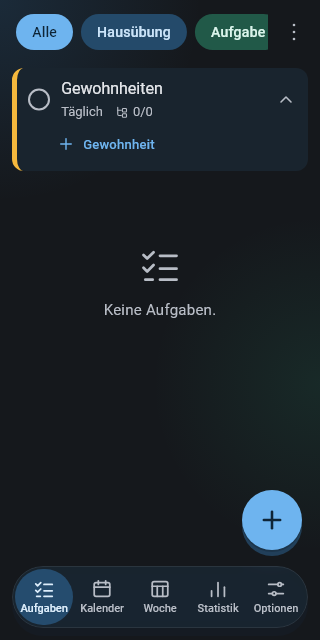 Alle
Hausübung
Aufgabe
Gewohnheiten
Täglich 0/0
Gewohnheit
Keine Aufgaben.
Aufgaben
Kalender
Woche
Statistik
Optionen